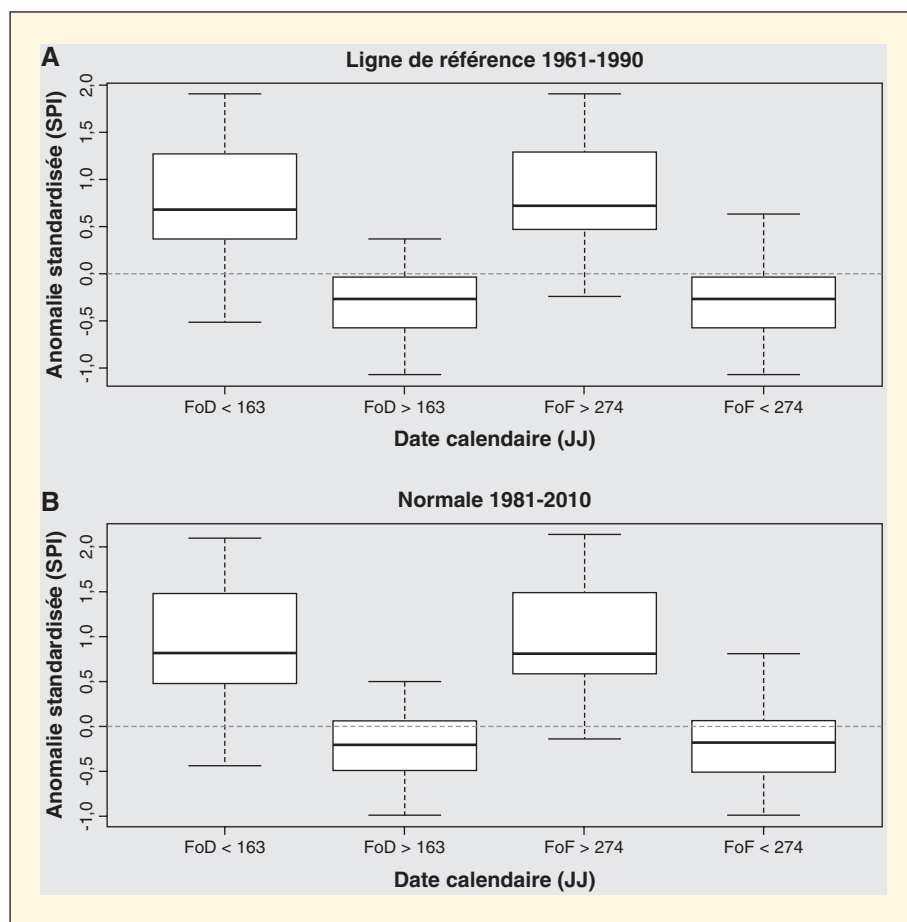 A
Ligne de référence 1961-1990
Anomalie standardisée (SPI)
2,0
1,5
1,0
0,5
0,0
-0,5
-1,0
FoD < 163
FoD > 163
FoF > 274
FoF < 274
Date calendaire (JJ)
B
Normale 1981-2010
Anomalie standardisée (SPI)
2,0
1,5
1,0
0,5
0,0
-0,5
-1,0
FoD < 163
FoD > 163
FoF > 274
FoF < 274
Date calendaire (JJ)